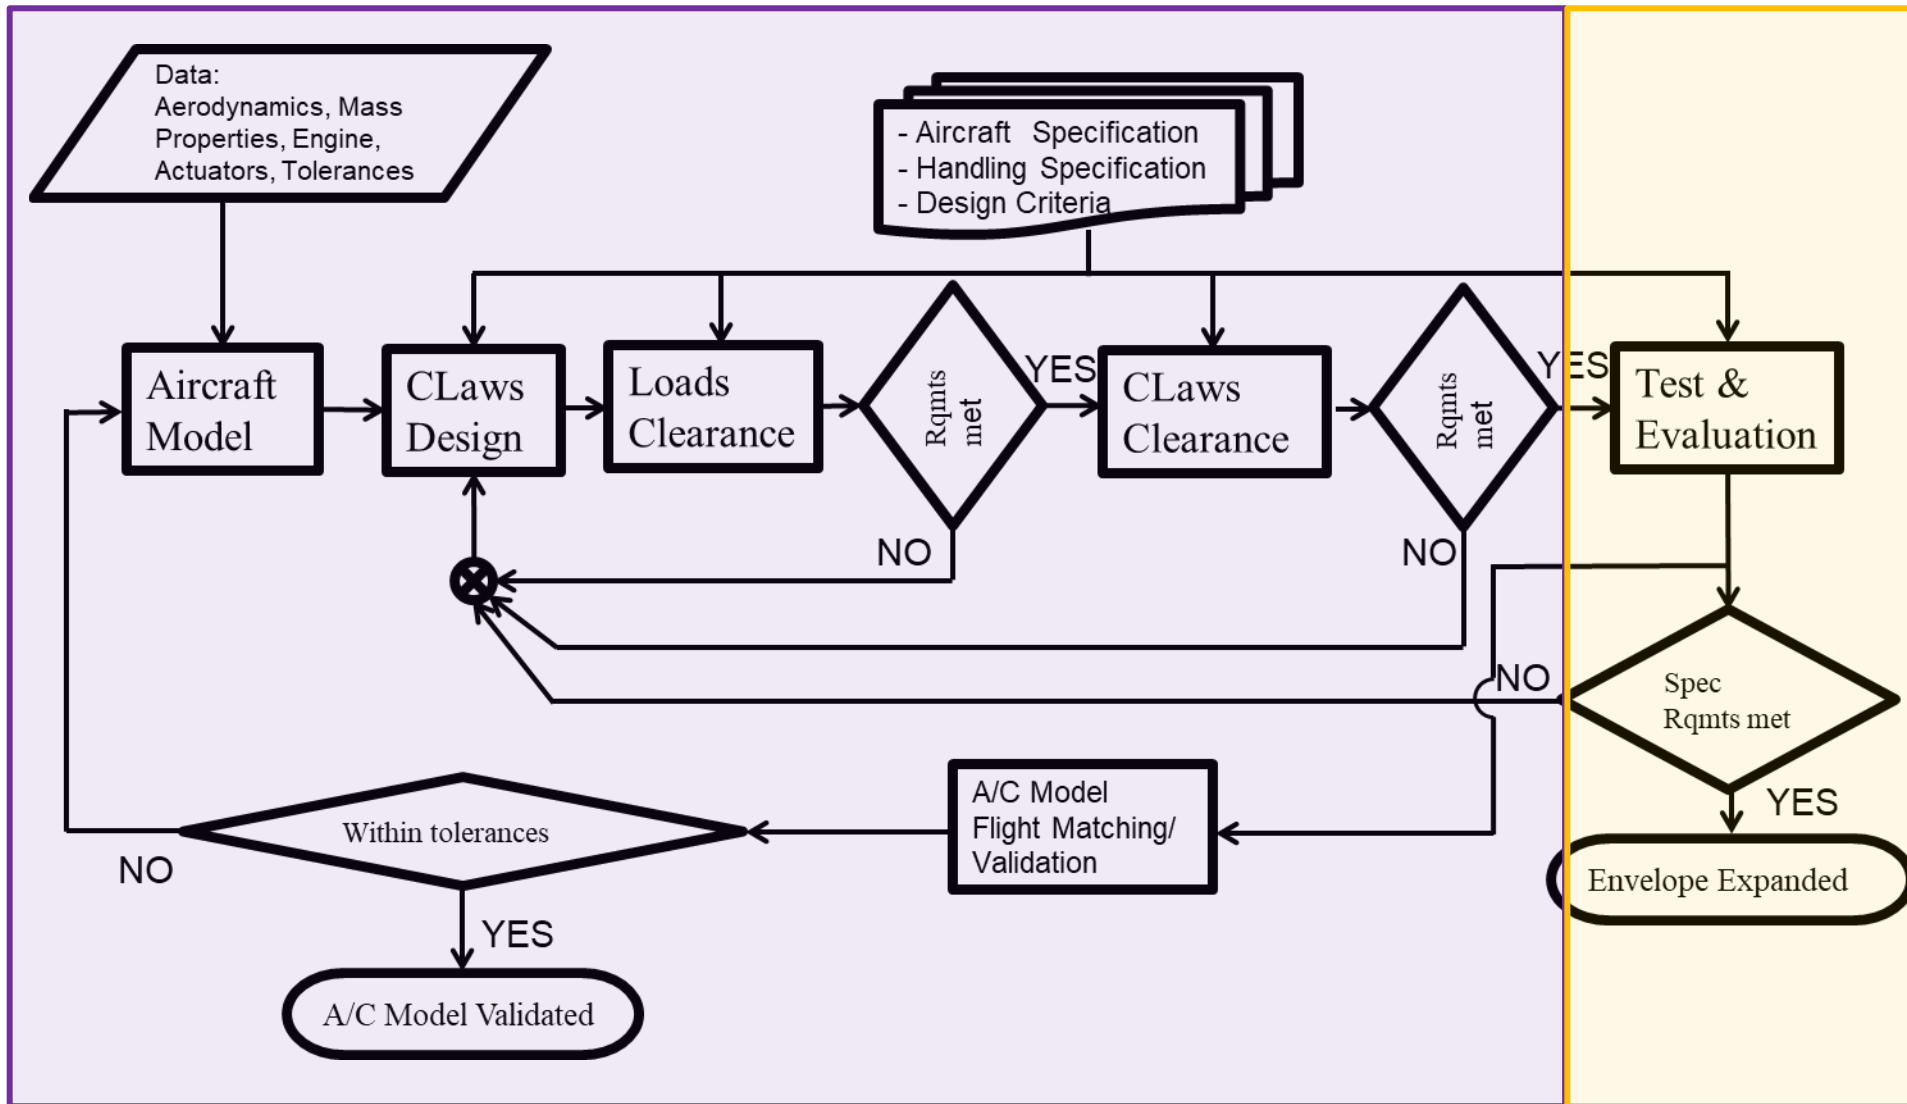 Data:
Aerodynamics, Mass
Properties, Engine,
Actuators, Tolerances
- Aircraft Specification
- Handling Specification
- Design Criteria
Aircraft
Model
CLaws
Design
Loads
Clearance
Rqmts
met
YES
CLaws
Clearance
Rqmts
met
YES
Test &
Evaluation
NO
NO
NO
Spec
Rqmts met
YES
Envelope Expanded
A/C Model
Flight Matching/
Validation
Within tolerances
NO
YES
A/C Model Validated